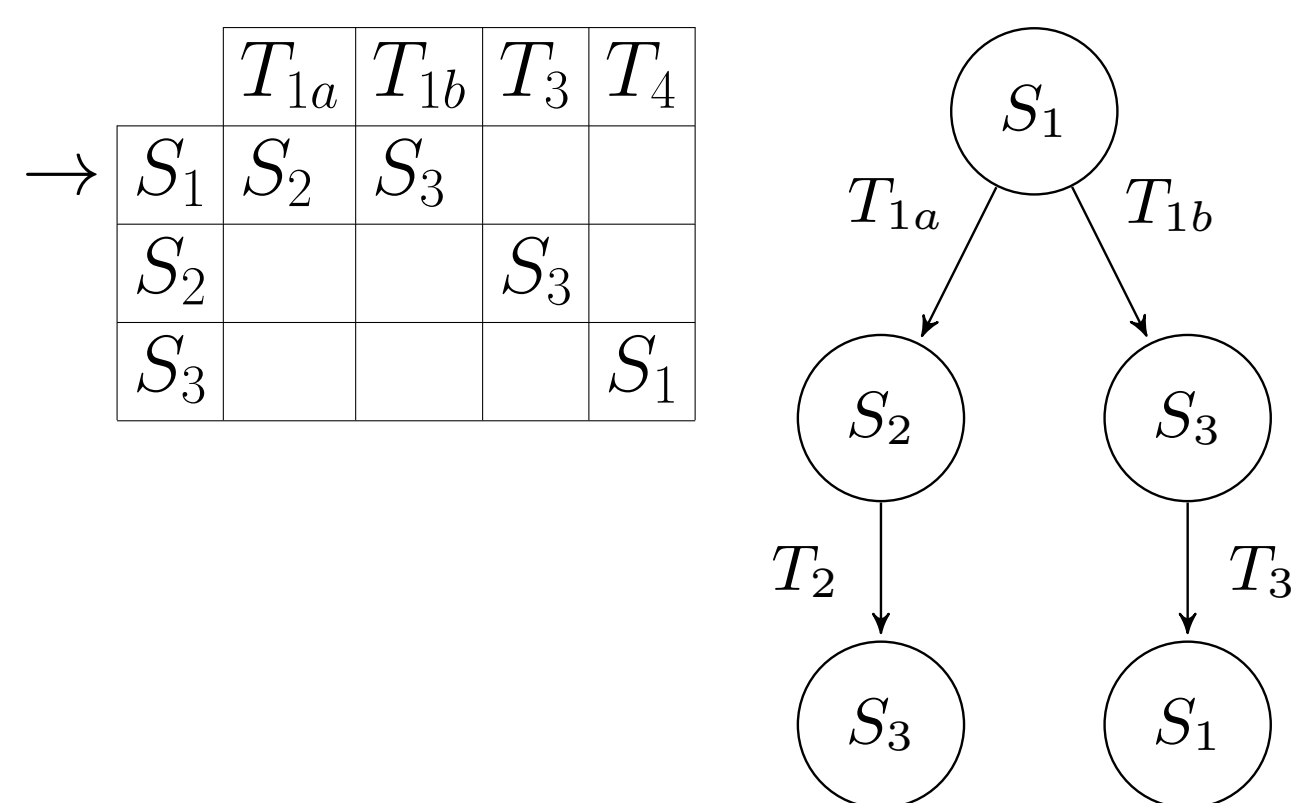 T1a T1b T3 T4
→ S1 S2 S3
S2 S3
S3 S1
S1
T1a T1b
S2 S3
T2 T3
S3 S1